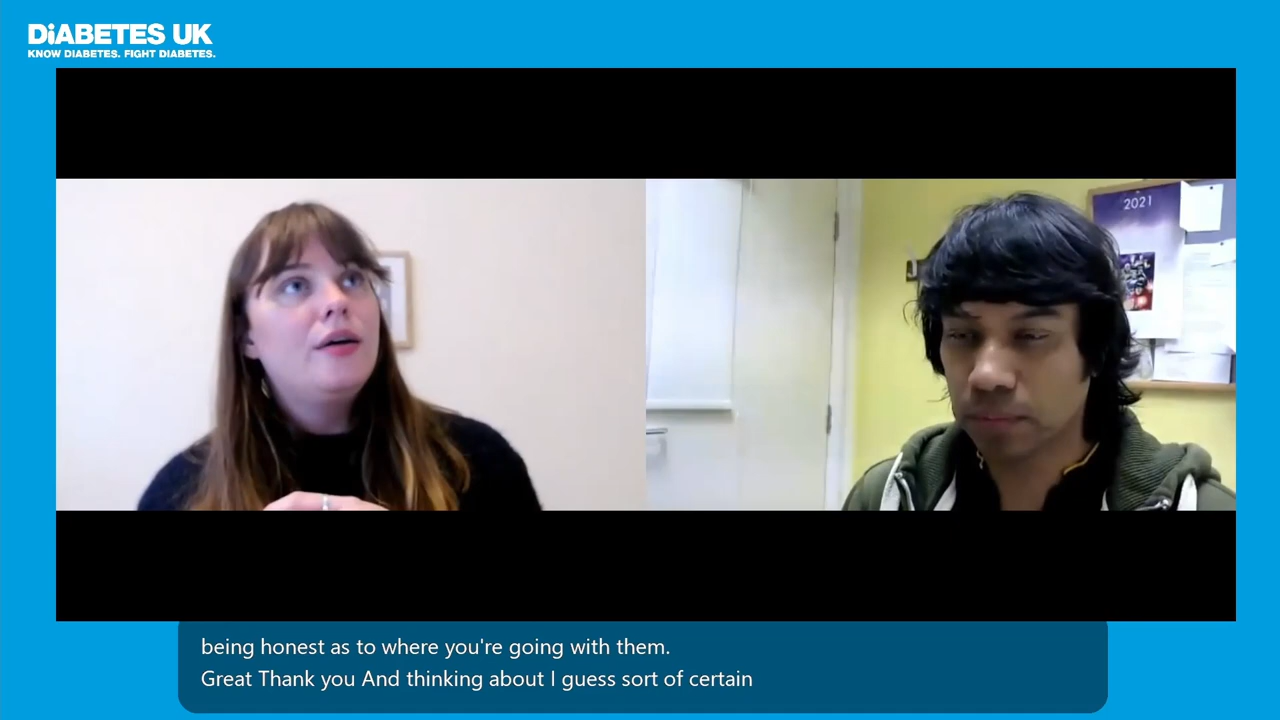 DiABETES UK
KNOW DIABETES. FIGHT DIABETES.
2021
being honest as to where you're going with them.
Great Thank you And thinking about I guess sort of certain